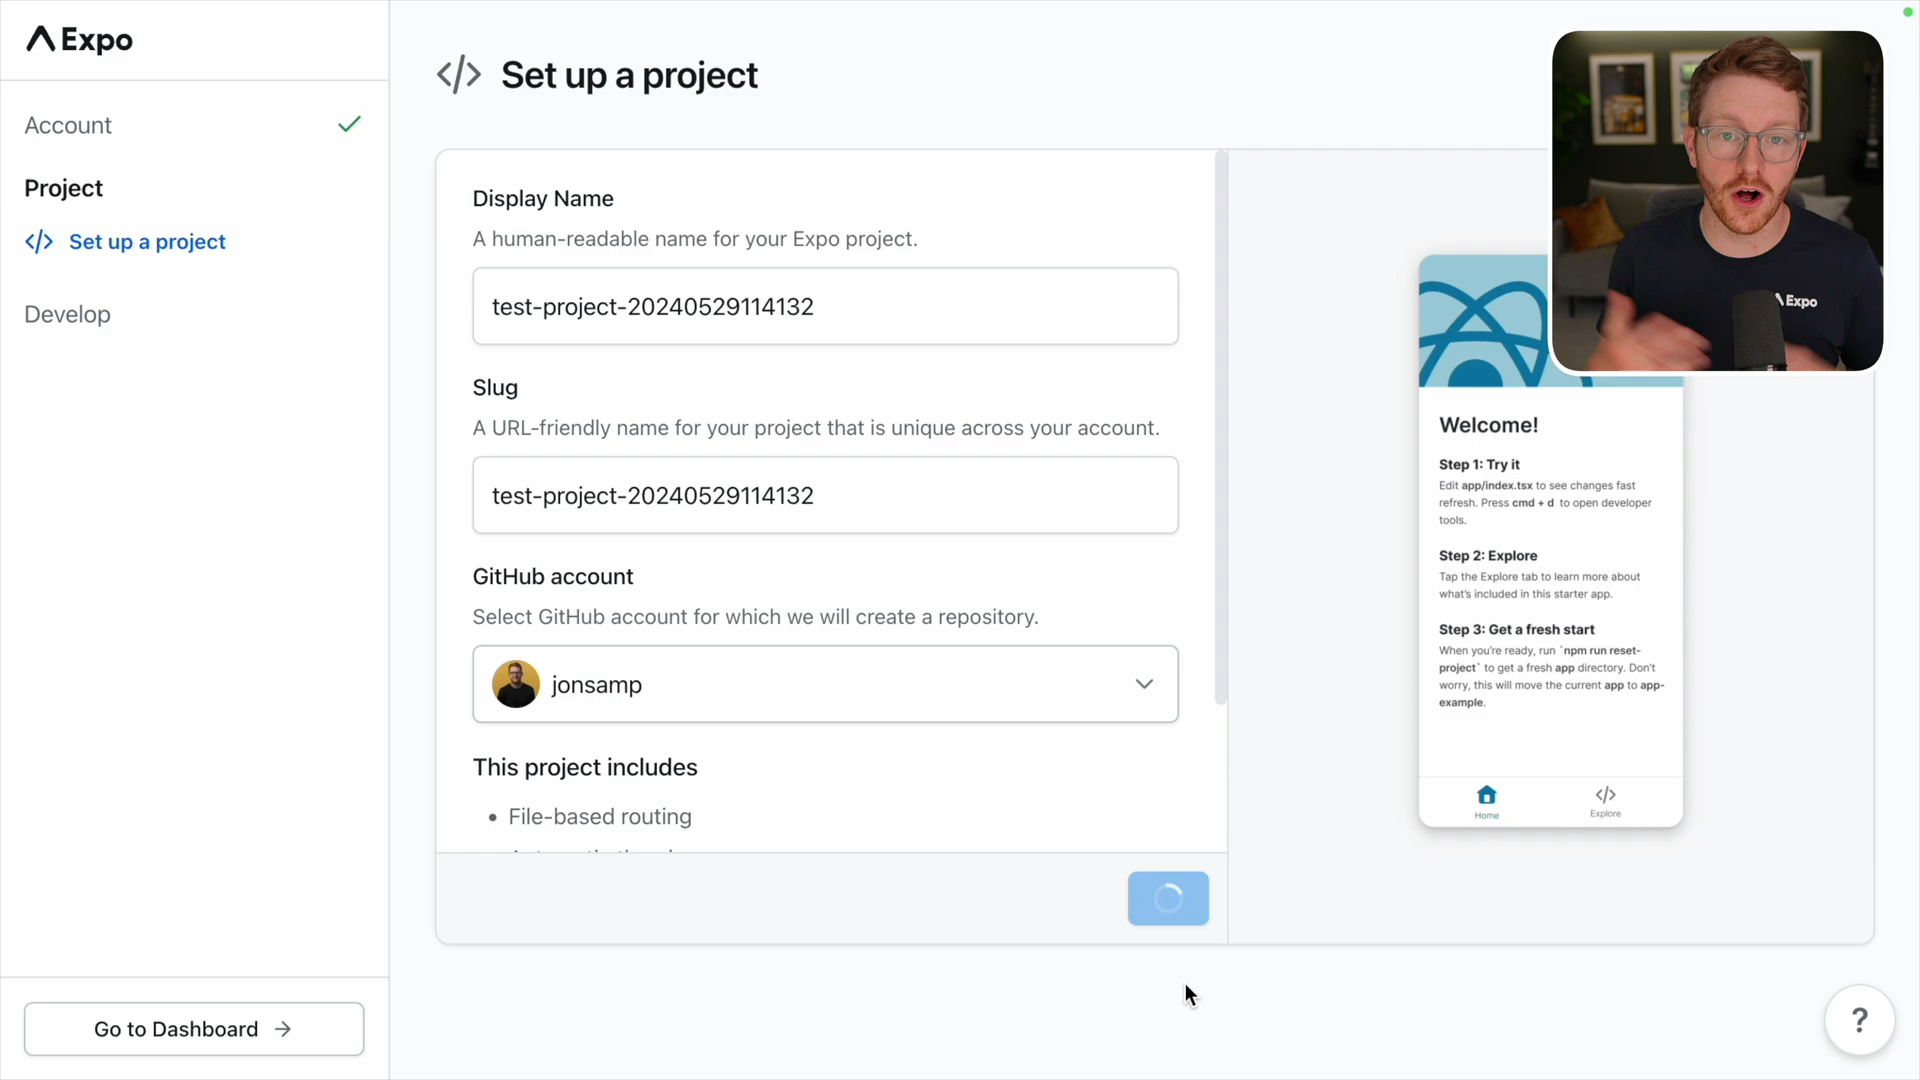 Expo
Account
Project
</> Set up a project
Develop
Go to Dashboard →
</> Set up a project
Display Name
A human-readable name for your Expo project.
test-project-20240529114132
Slug
A URL-friendly name for your project that is unique across your account.
test-project-20240529114132
GitHub account
Select GitHub account for which we will create a repository.
jonsamp
This project includes
• File-based routing
Expo
Welcome!
Step 1: Try it
Edit app/index.tsx to see changes fast
refresh. Press cmd + d to open developer
tools.
Step 2: Explore
Tap the Explore tab to learn more about
what's included in this starter app.
Step 3: Get a fresh start
When you're ready, run `npm run reset-
project` to get a fresh app directory. Don't
worry, this will move the current app to app-
example.
Home
Explore
?